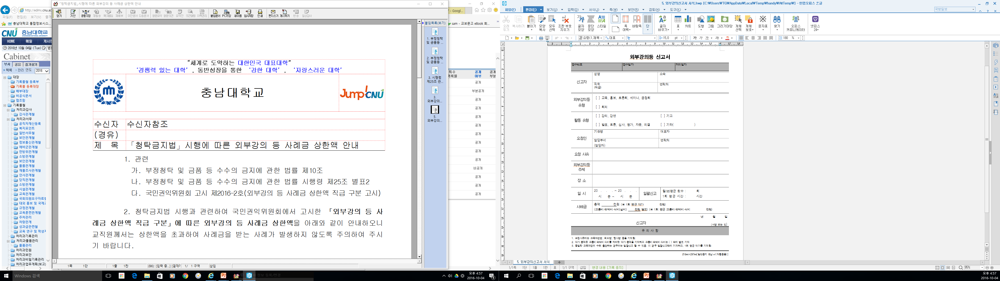 「청탁금지법」시행에 따른 외부강의 등 사례금 상한액 안내
닫기 기안 공람지정 재발송 재배부 이전문서 다음문서 원문요약 원문의견 요약전 의견열람 이력관리 붙임문서 PC저장 새이름 임시저장 인쇄 편지쓰기 게시하기 반송
http://edms.cnu.ac
파일(F) 편집(E) 보기(V)
충남대학교 통합정보시스...
CNU 충남대학교
CHUNGNAM NATIONAL UNIVERSITY
HOME 메일 게시판
2016년 10월 04일 (Tue)
Cabinet
부서 공유 즐겨찾기
목록 관리 연도 2016
대장
기록물철 등록부
기록물 등록대장
배부대장
비공식문서
협조함
기록물철
처리과감사
감사관계철
처리과서무
공직자재산등록
복지포인트
일반서무철
보안관계철
정보통신관계철
예비군관계철
민방위관계철
소방관계철
보안관계철
물품관계철
재물조사관계철
인사관계철
당직관계철
소방관계철
시설관계철
교육관계철
국회의원요구자료철
대외 홍보 및 국제교
규정관계철
교육훈련관계철
주차관리
차량관계
성과급관련철
교육 연구 및 학생지
처리과기록관리
처리과물품관리
물품관리
처리과민원
처리과보안
처리과비밀기록관리
처리과업무계획(보고)
“세계로 도약하는 대한민국 대표대학”
‘경쟁력 있는 대학’, 동반성장을 통한 ‘강한 대학’, ‘자랑스러운 대학’
충남대학교
Jump!CNU
수신자 수신자참조
(경유)
제 목 「청탁금지법」시행에 따른 외부강의 등 사례금 상한액 안내
1. 관련
가. 부정청탁 및 금품 등 수수의 금지에 관한 법률 제10조
나. 부정청탁 및 금품 등 수수의 금지에 관한 법률 시행령 제25조 별표2
다. 국민권익위원회 고시 제2016-2호(외부강의 등 사례금 상한액 직급 구분 고시)
2. 청탁금지법 시행과 관련하여 국민권익위원회에서 고시한 「외부강의 등 사
례금 상한액 직급 구분」에 따른 외부강의 등 사례금 상한액을 아래와 같이 안내하오니
교직원께서는 상한액을 초과하여 사례금을 받는 사례가 발생하지 않도록 주의하여 주시
기 바랍니다.
1쪽 1단 1줄 1칸 (B6): [입력 중...] [결재] 1/ 1 구역 삽입
붙임목록(보기)
1. 부정청탁
및 금품등 ...
2. 부정청탁
및 금품등 ...
3. 시행령
제25조 관...
3.
외부강의...
5.
외부강의...
- Googl...
sam - 교보문고 eBook 회...
특수 공개 공개
기록물 여부 부분
공개
부분공개
공개
공개
공개
공개
공개
공개
공개
공개
비공개
공개
공개
공개
5. 외부강의신고서 서식.hwp [C:₩Users₩TG₩AppData₩Local₩Temp₩handy₩AttTemp₩] - 한컴오피스 한글
파일(F) 편집(E) 보기(U) 입력(D) 서식(J) 쪽(W) 보안(B) 검토(H) 도구(K)
국방일보
오려두기 복사하기 붙이기 모양 복사 모두 선택 조판 부호 지우기 글자 모양 문단 모양 스타일 쪽 여백 바탕쪽 단 글자 바꾸기 표 차트 도형 그림 그리기마당 개체 선택 개체 보호 문자표 찾기 오피스 커뮤니케이터 넷피스 24
요령(1,제목 대표 15.0 pt 가 가 가 가 가 180 %
외부강의등 신고서
접수번호 접수일자 처리일자
신고자 성명 소속
직위 연락처
(직급)
외부강의등 유형 [ ] 교육, 홍보, 토론회, 세미나, 공청회
[ ] 회의
활동 유형 [ ] 강의, 강연 [ ] 기고
[ ] 발표, 토론, 심사, 평가, 자문, 의결 [ ] 기타( )
요청인 기관명 대표자
담당부서 연락처
(담당자)
요청 사유
외부강의등
주제
장 소
일 시 20 . . . ~ 20 . . . 일괄신고 월(연)평균 횟수 : 회
시 분 ~ 시 분 1회 평균 시간 : 시간
사례금 총액 천원 (※ 1회 평균 대가 천원)
(교통비·숙박비·식비(실비) 천원 별도) (※ 1회 평균 교통비·숙박비·식비 천원)
년 월 일
신고자 (서명 또는 인)
유 의 사 항
1. 요청사유에는 교육과정명, 회의명, 행사명 등을 기재함.
2. 대가 총액은 교통비·숙박비·식비를 제외한 대가 총액을 기재하고 교통비·숙박비·식비는 ( ) 속에 별도 기재
3. 동일한 교육과정에 수회 출강하는 경우에는 일괄신고 할 수 있음. 이 경우 일괄신고란에 기재하고, 1회 평균 대가를 기재함.
210mm×297mm[일반용지 60g/㎡(재활용품)]
5. 외부강의신고서 서식
1/1쪽 1단 1줄 1칸 표 1/1 구역 삽입 변경 내용 [기록 중지] 95%
Windows 검색
오후 4:57
2016-10-04
오후 4:57
2016-10-04